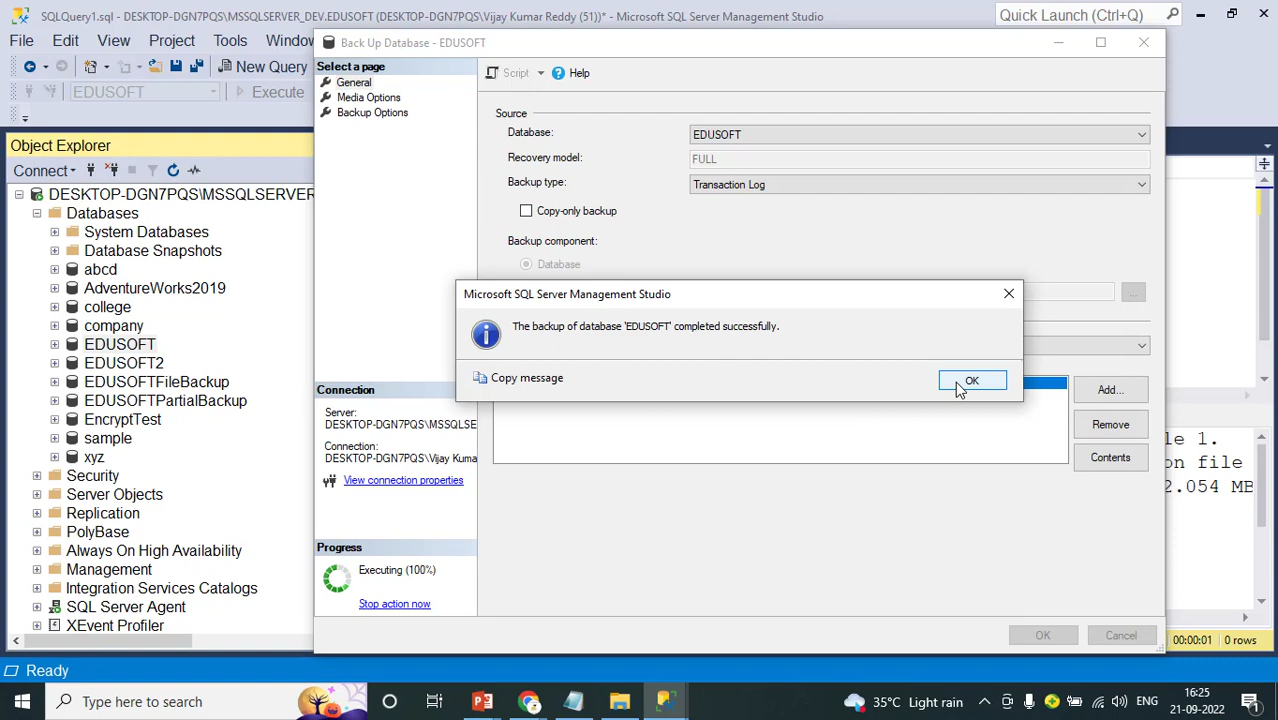 SQLQuery1.sql - DESKTOP-DGN7PQS\MSSQLSERVER_DEV.EDUSOFT (DESKTOP-DGN7PQS\Vijay Kumar Reddy (51))* - Microsoft SQL Server Management Studio
Quick Launch (Ctrl+Q)
File Edit View Project Tools Window
New Query
EDUSOFT
Execute
Object Explorer
Connect
DESKTOP-DGN7PQS\MSSQLSERVER
Databases
System Databases
Database Snapshots
abcd
AdventureWorks2019
college
company
EDUSOFT
EDUSOFT2
EDUSOFTFileBackup
EDUSOFTPartialBackup
EncryptTest
sample
xyz
Security
Server Objects
Replication
PolyBase
Always On High Availability
Management
Integration Services Catalogs
SQL Server Agent
XEvent Profiler
Back Up Database - EDUSOFT
Select a page
General
Media Options
Backup Options
Script
Help
Source
Database:
EDUSOFT
Recovery model:
FULL
Backup type:
Transaction Log
Copy-only backup
Backup component:
Database
...
Microsoft SQL Server Management Studio
The backup of database 'EDUSOFT' completed successfully.
Copy message
OK
Add...
Remove
Contents
Connection
Server:
DESKTOP-DGN7PQS\MSSQLSE
Connection:
DESKTOP-DGN7PQS\Vijay Kuma
View connection properties
Progress
Executing (100%)
Stop action now
OK
Cancel
le 1.
on file
2.054 MB
00:00:01
0 rows
Ready
Type here to search
35°C Light rain
ENG
16:25
21-09-2022
1